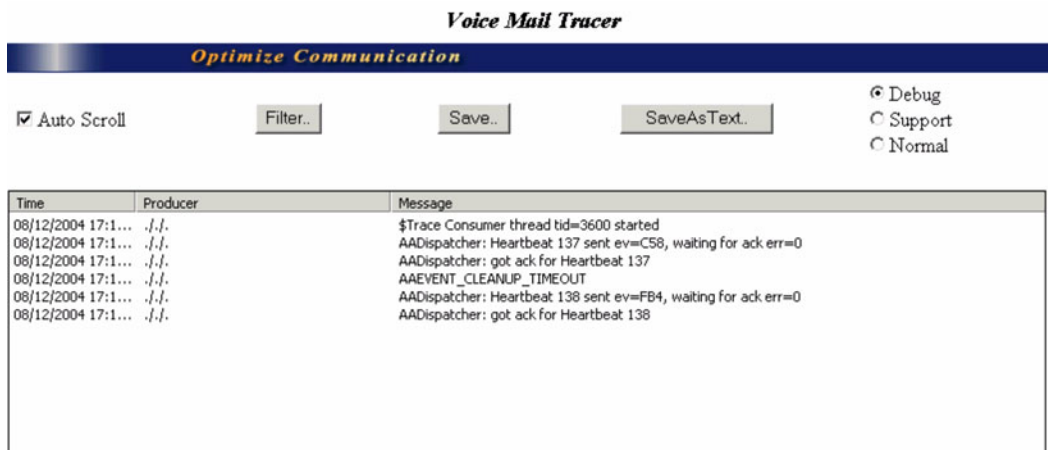 Voice Mail Tracer
Optimize Communication
Auto Scroll
Filter..
Save..
SaveAsText..
Debug
Support
Normal
Time Producer Message
08/12/2004 17:1... ././. $Trace Consumer thread tid=3600 started
08/12/2004 17:1... ././. AADispatcher: Heartbeat 137 sent ev=C58, waiting for ack err=0
08/12/2004 17:1... ././. AADispatcher: got ack for Heartbeat 137
08/12/2004 17:1... ././. AAEVENT_CLEANUP_TIMEOUT
08/12/2004 17:1... ././. AADispatcher: Heartbeat 138 sent ev=FB4, waiting for ack err=0
08/12/2004 17:1... ././. AADispatcher: got ack for Heartbeat 138